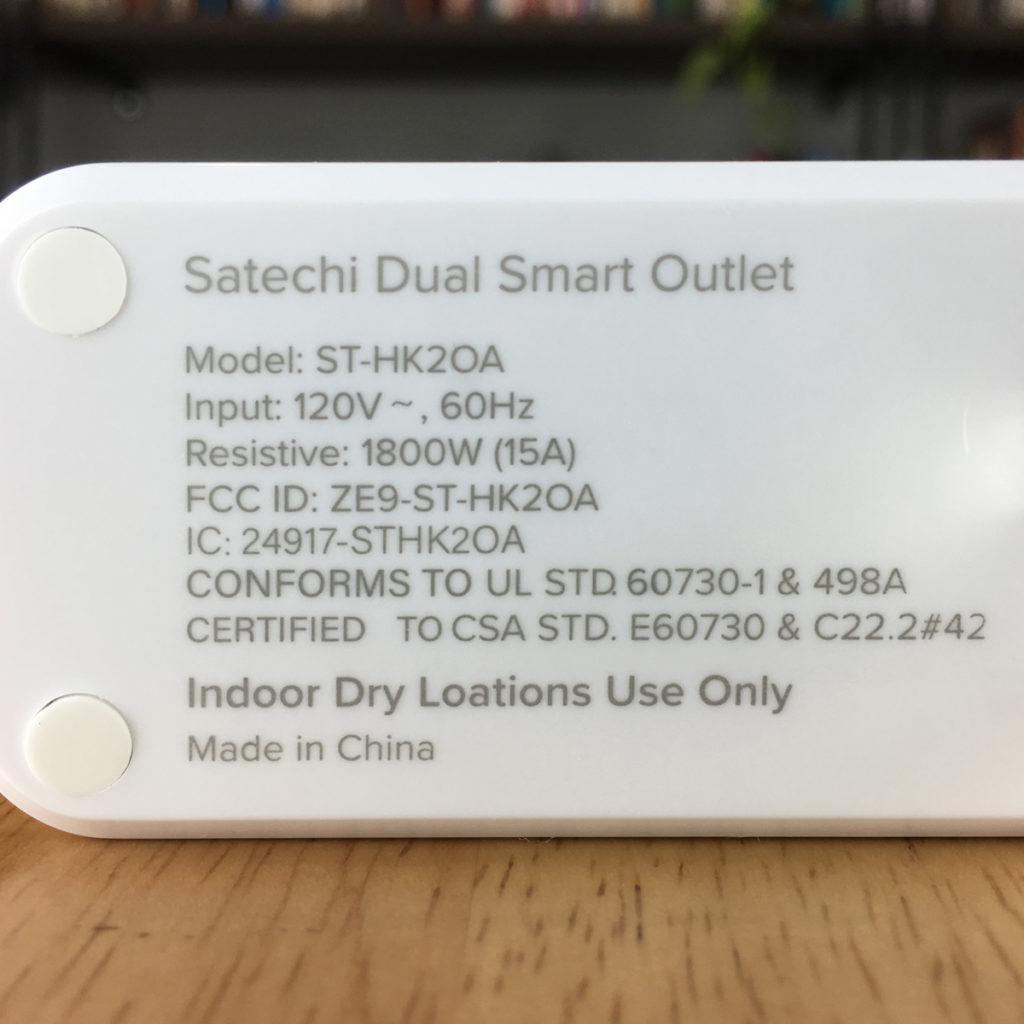 Satechi Dual Smart Outlet
Model: ST-HK2OA
Input: 120V ~ , 60Hz
Resistive: 1800W (15A)
FCC ID: ZE9-ST-HK2OA
IC: 24917-STHK2OA
CONFORMS TO UL STD. 60730-1 & 498A
CERTIFIED TO CSA STD. E60730 & C22.2#42
Indoor Dry Loations Use Only
Made in China